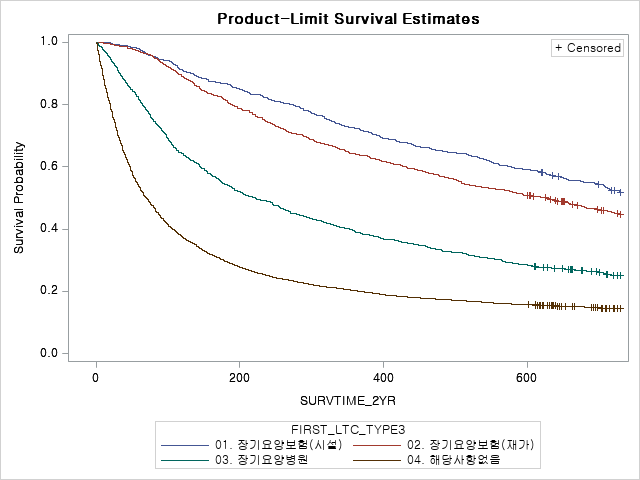 Product-Limit Survival Estimates
1.0
+ Censored
0.8
0.6
0.4
0.2
0.0
Survival Probability
0 200 400 600
SURVTIME_2YR
FIRST_LTC_TYPE3
01. 장기요양보험(시설) 02. 장기요양보험(재가)
03. 장기요양병원 04. 해당사항없음